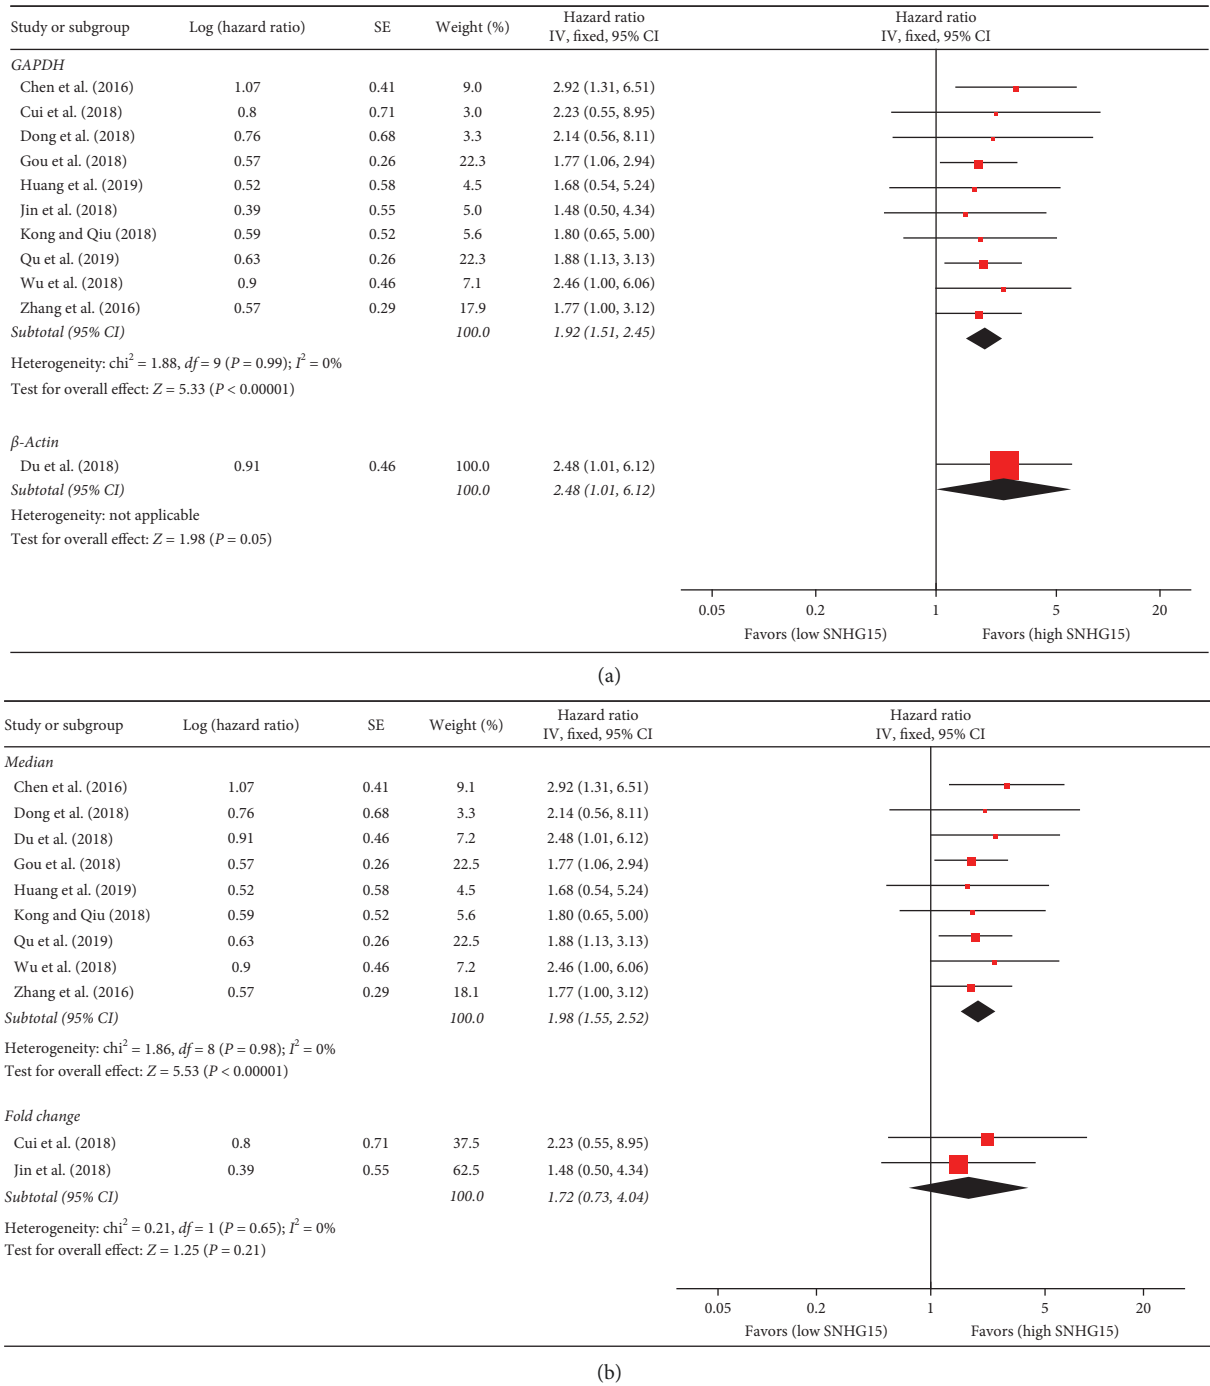 Study or subgroup Log (hazard ratio) SE Weight (%) Hazard ratio IV, fixed, 95% CI Hazard ratio IV, fixed, 95% CI
GAPDH
Chen et al. (2016) 1.07 0.41 9.0 2.92 (1.31, 6.51)
Cui et al. (2018) 0.8 0.71 3.0 2.23 (0.55, 8.95)
Dong et al. (2018) 0.76 0.68 3.3 2.14 (0.56, 8.11)
Gou et al. (2018) 0.57 0.26 22.3 1.77 (1.06, 2.94)
Huang et al. (2019) 0.52 0.58 4.5 1.68 (0.54, 5.24)
Jin et al. (2018) 0.39 0.55 5.0 1.48 (0.50, 4.34)
Kong and Qiu (2018) 0.59 0.52 5.6 1.80 (0.65, 5.00)
Qu et al. (2019) 0.63 0.26 22.3 1.88 (1.13, 3.13)
Wu et al. (2018) 0.9 0.46 7.1 2.46 (1.00, 6.06)
Zhang et al. (2016) 0.57 0.29 17.9 1.77 (1.00, 3.12)
Subtotal (95% CI) 100.0 1.92 (1.51, 2.45)
Heterogeneity: chi² = 1.88, df = 9 (P = 0.99); I² = 0%
Test for overall effect: Z = 5.33 (P < 0.00001)
β-Actin
Du et al. (2018) 0.91 0.46 100.0 2.48 (1.01, 6.12)
Subtotal (95% CI) 100.0 2.48 (1.01, 6.12)
Heterogeneity: not applicable
Test for overall effect: Z = 1.98 (P = 0.05)
0.05 0.2 1 5 20
Favors (low SNHG15) Favors (high SNHG15)
(a)
Study or subgroup Log (hazard ratio) SE Weight (%) Hazard ratio IV, fixed, 95% CI Hazard ratio IV, fixed, 95% CI
Median
Chen et al. (2016) 1.07 0.41 9.1 2.92 (1.31, 6.51)
Dong et al. (2018) 0.76 0.68 3.3 2.14 (0.56, 8.11)
Du et al. (2018) 0.91 0.46 7.2 2.48 (1.01, 6.12)
Gou et al. (2018) 0.57 0.26 22.5 1.77 (1.06, 2.94)
Huang et al. (2019) 0.52 0.58 4.5 1.68 (0.54, 5.24)
Kong and Qiu (2018) 0.59 0.52 5.6 1.80 (0.65, 5.00)
Qu et al. (2019) 0.63 0.26 22.5 1.88 (1.13, 3.13)
Wu et al. (2018) 0.9 0.46 7.2 2.46 (1.00, 6.06)
Zhang et al. (2016) 0.57 0.29 18.1 1.77 (1.00, 3.12)
Subtotal (95% CI) 100.0 1.98 (1.55, 2.52)
Heterogeneity: chi² = 1.86, df = 8 (P = 0.98); I² = 0%
Test for overall effect: Z = 5.53 (P < 0.00001)
Fold change
Cui et al. (2018) 0.8 0.71 37.5 2.23 (0.55, 8.95)
Jin et al. (2018) 0.39 0.55 62.5 1.48 (0.50, 4.34)
Subtotal (95% CI) 100.0 1.72 (0.73, 4.04)
Heterogeneity: chi² = 0.21, df = 1 (P = 0.65); I² = 0%
Test for overall effect: Z = 1.25 (P = 0.21)
0.05 0.2 1 5 20
Favors (low SNHG15) Favors (high SNHG15)
(b)